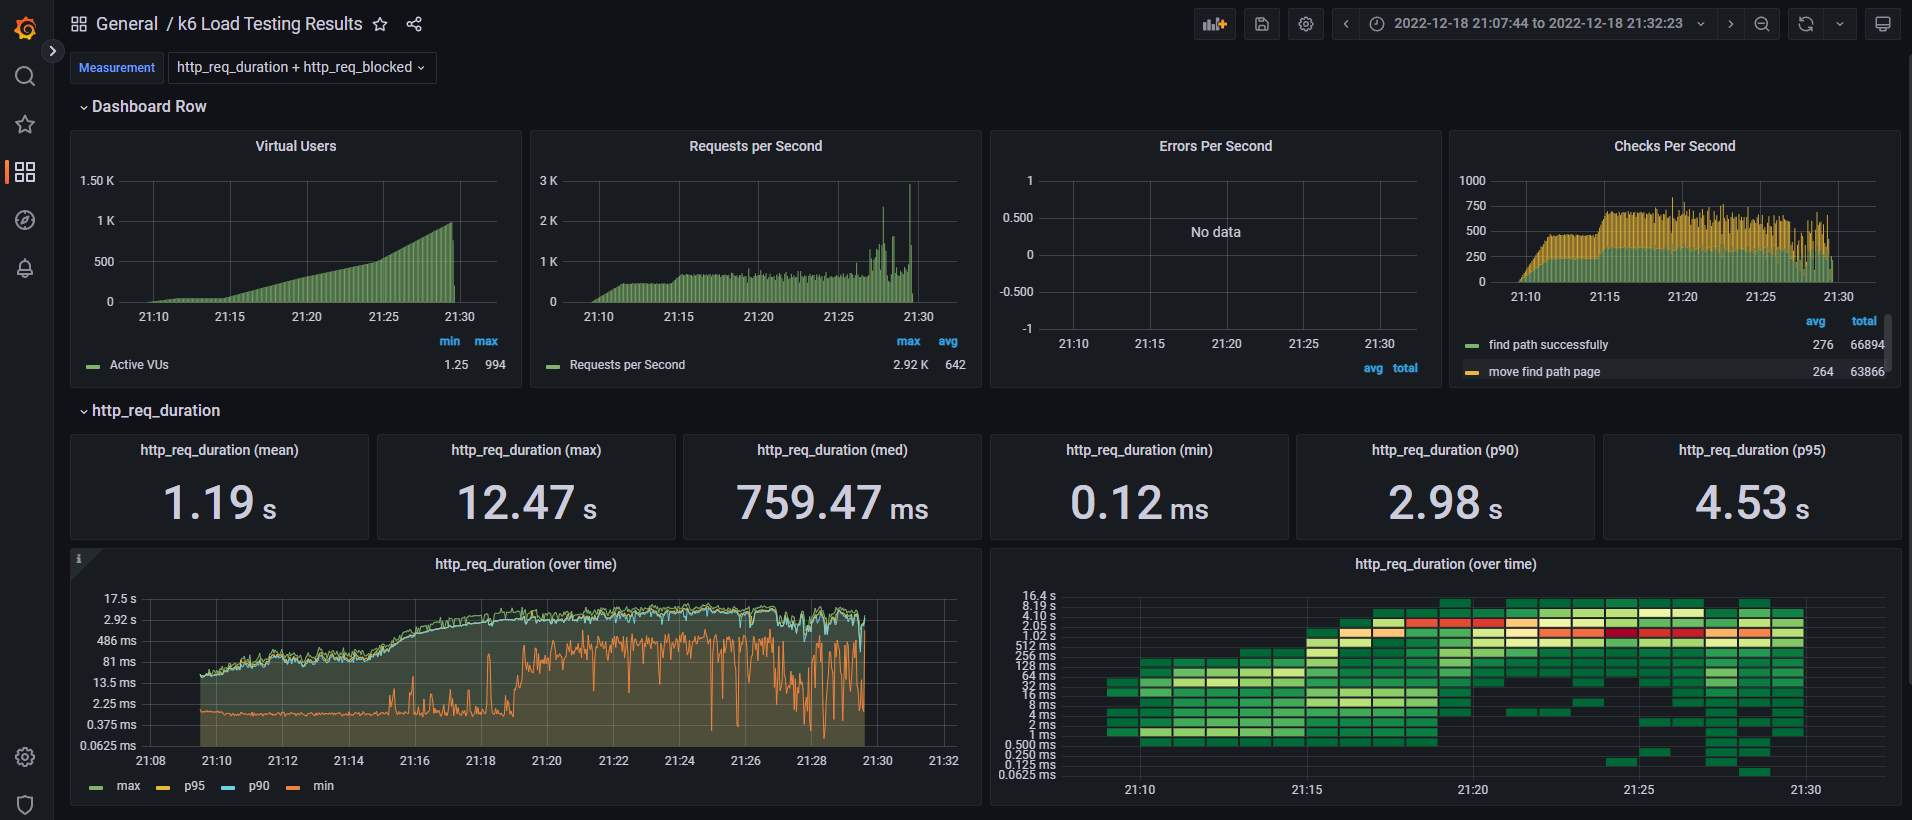 General / k6 Load Testing Results
2022-12-18 21:07:44 to 2022-12-18 21:32:23
Measurement
http_req_duration + http_req_blocked
Dashboard Row
Virtual Users
1.50 K
1 K
500
0
21:10 21:15 21:20 21:25 21:30
min max
Active VUs 1.25 994
Requests per Second
3 K
2 K
1 K
0
21:10 21:15 21:20 21:25 21:30
max avg
Requests per Second 2.92 K 642
Errors Per Second
1
0.500
0
-0.500
-1
No data
21:10 21:15 21:20 21:25 21:30
avg total
Checks Per Second
1000
750
500
250
0
21:10 21:15 21:20 21:25 21:30
avg total
find path successfully 276 66894
move find path page 264 63866
http_req_duration
http_req_duration (mean)
1.19 s
http_req_duration (max)
12.47 s
http_req_duration (med)
759.47 ms
http_req_duration (min)
0.12 ms
http_req_duration (p90)
2.98 s
http_req_duration (p95)
4.53 s
i
http_req_duration (over time)
17.5 s
2.92 s
486 ms
81 ms
13.5 ms
2.25 ms
0.375 ms
0.0625 ms
21:08 21:10 21:12 21:14 21:16 21:18 21:20 21:22 21:24 21:26 21:28 21:30 21:32
max p95 p90 min
http_req_duration (over time)
16.4 s
8.19 s
4.10 s
2.05 s
1.02 s
512 ms
256 ms
128 ms
64 ms
32 ms
16 ms
8 ms
4 ms
2 ms
1 ms
0.500 ms
0.250 ms
0.125 ms
0.0625 ms
21:10 21:15 21:20 21:25 21:30